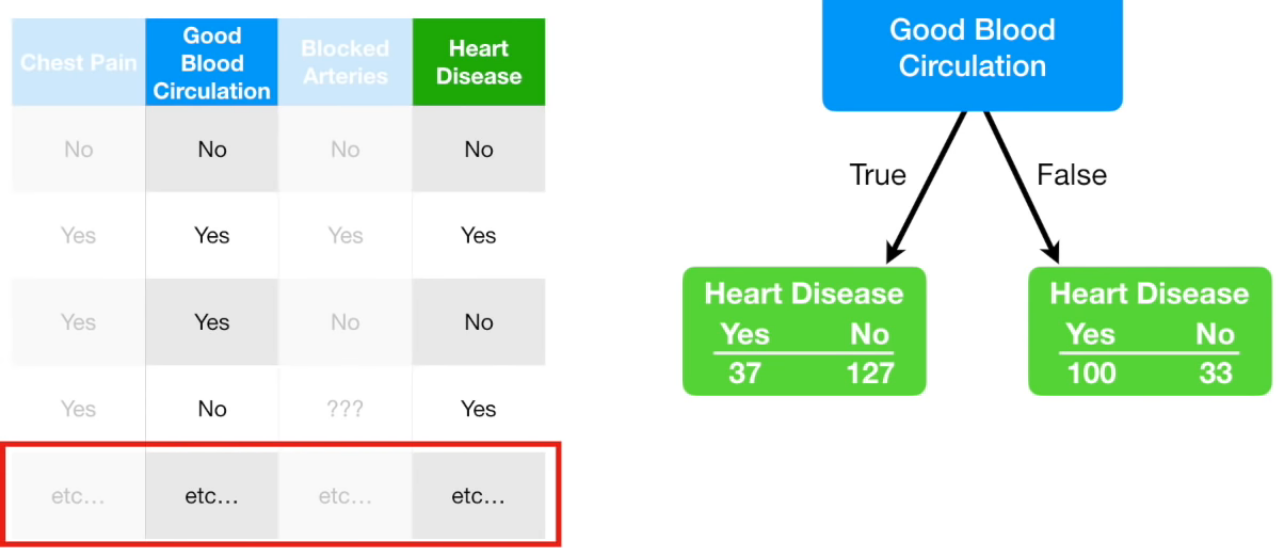 Chest Pain
Good
Blood
Circulation
Blocked
Arteries
Heart
Disease
No No No No
Yes Yes Yes Yes
Yes Yes No No
Yes No ??? Yes
etc... etc... etc... etc...
Good Blood
Circulation
True False
Heart Disease
Yes No
37 127
Heart Disease
Yes No
100 33